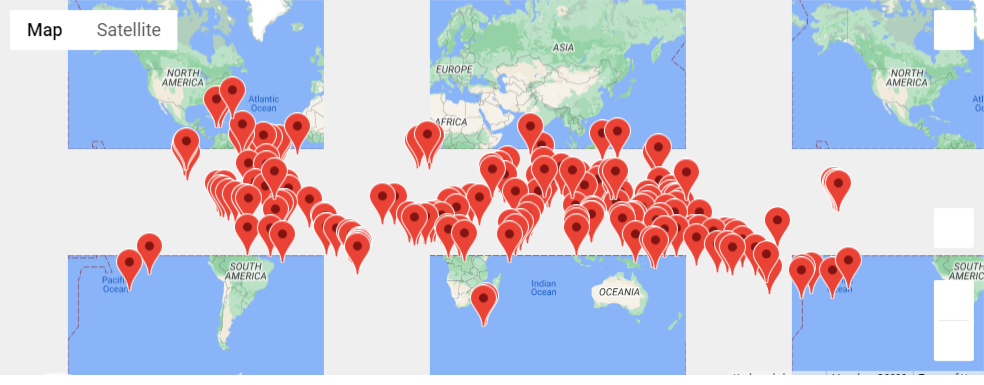 Map Satellite
NORTH
AMERICA
Atlantic
Ocean
EUROPE
ASIA
AFRICA
NORTH
AMERICA
SOUTH
AMERICA
Pacific
Ocean
Indian
Ocean
OCEANIA
SOUTH
AMERIC